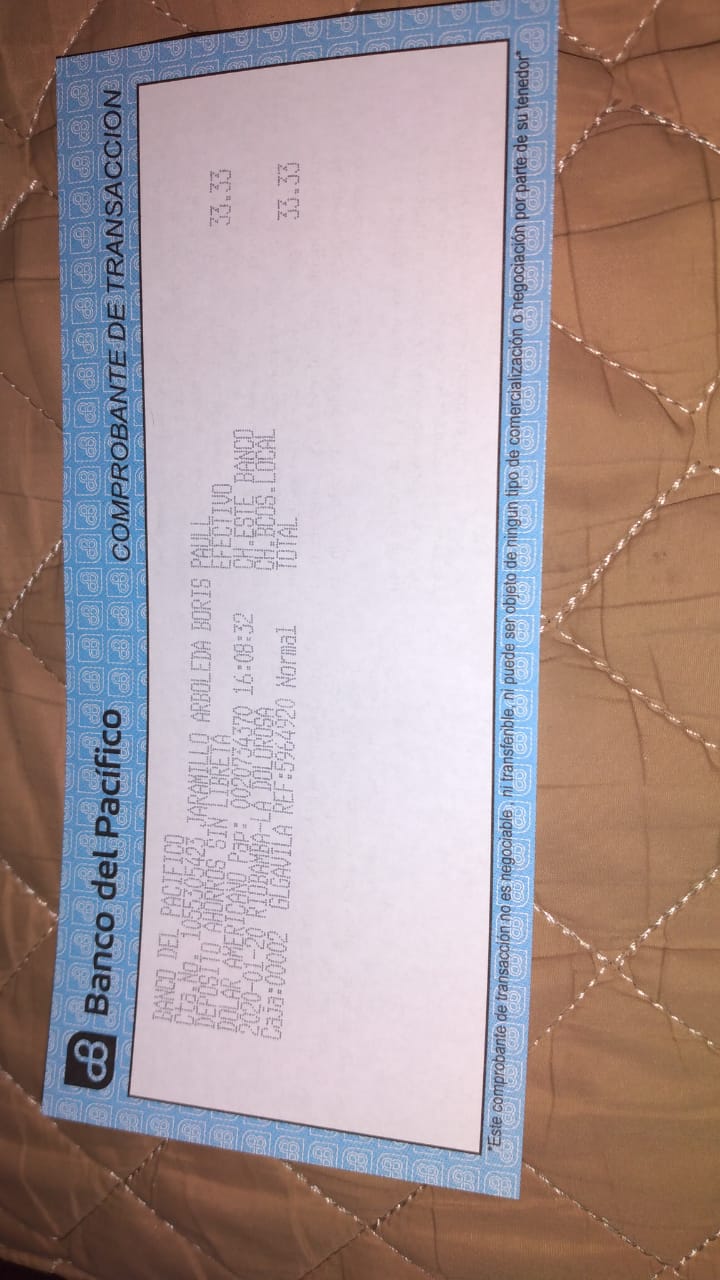 Banco del Pacífico
COMPROBANTE DE TRANSACCION
BANCO DEL PACIFICO
Cta No. 1055305423 JARAMILLO ARBOLEDA BORIS PAULL
DEPOSITO AHORROS SIN LIBRETA EFECTIVO 33.33
DOLAR AMERICANO Pap: 0020734370 16:08:32 CH.ESTE BANCO
2020-01-20 RIOBAMBA-LA DOLOROSA CH.BCOS.LOCAL
Caja:00002 GLGAVILA REF:5964920 Normal TOTAL 33.33
*Este comprobante de transacción no es negociable, ni transferible, ni puede ser objeto de ningún tipo de comercialización o negociación por parte de su tenedor*